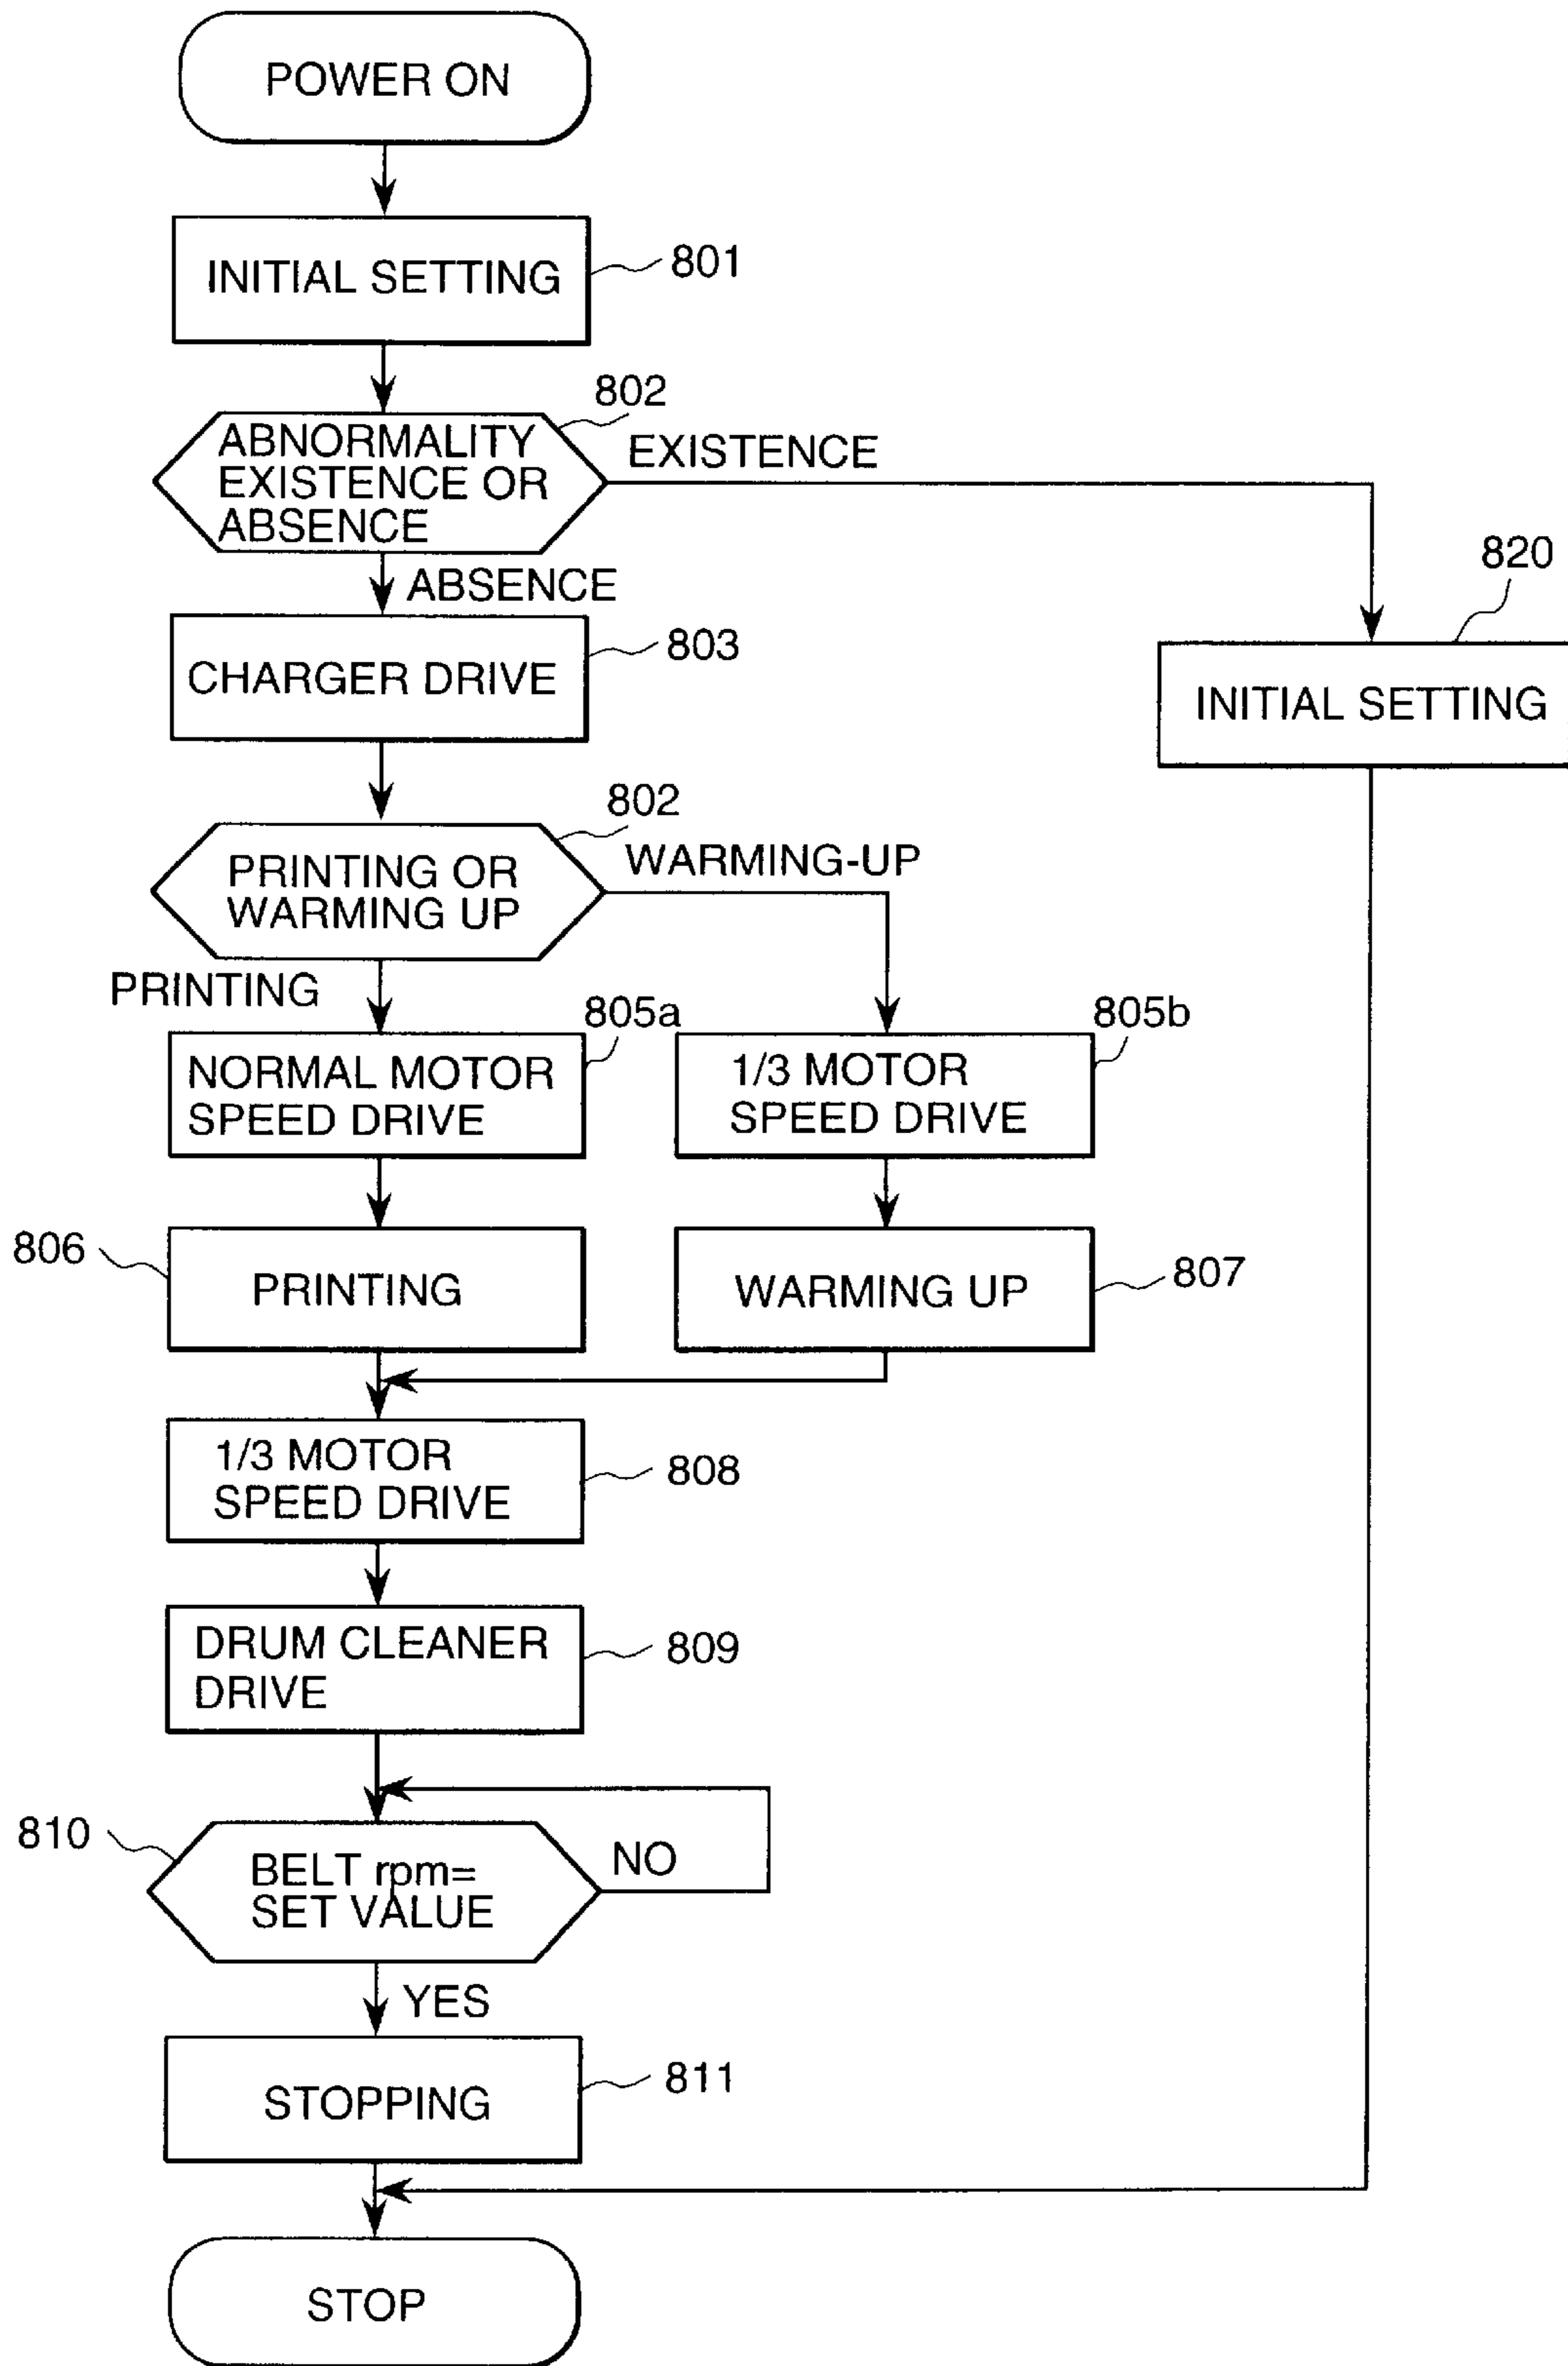 POWER ON
INITIAL SETTING
801
802
ABNORMALITY
EXISTENCE OR
ABSENCE
EXISTENCE
ABSENCE
820
INITIAL SETTING
803
CHARGER DRIVE
802
PRINTING OR
WARMING UP
WARMING-UP
PRINTING
805a
NORMAL MOTOR
SPEED DRIVE
805b
1/3 MOTOR
SPEED DRIVE
806
PRINTING
WARMING UP
807
1/3 MOTOR
SPEED DRIVE
808
DRUM CLEANER
DRIVE
809
810
BELT rpm=
SET VALUE
NO
YES
STOPPING
811
STOP